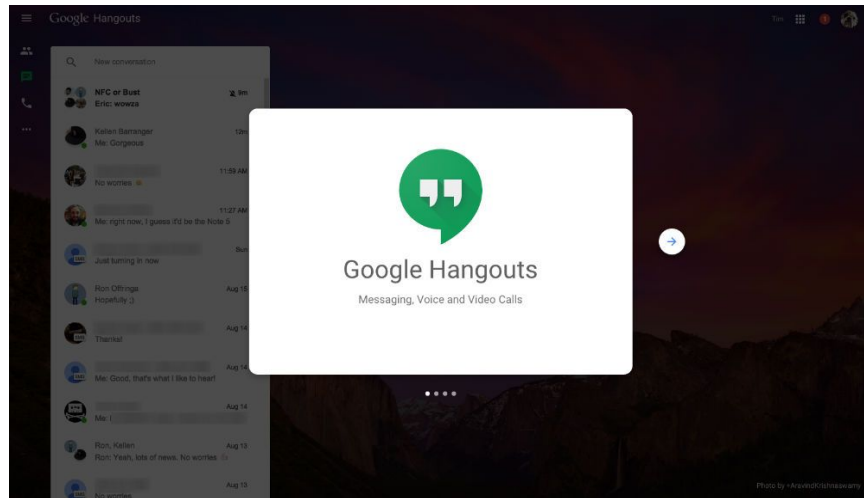 Google Hangouts
Tim
1
New conversation
NFC or Bust
9m
Eric: wowza
Kellen Barranger
12m
Me: Gorgeous
11:59 AM
No worries
11:27 AM
Me: right now, I guess it'd be the Note 5
Sun
Just turning in now
Ron Offringa
Aug 15
Hopefully ;)
Aug 14
Thanks!
Aug 14
Me: Good, that's what I like to hear!
Aug 14
Me: I
Ron, Kellen
Aug 13
Ron: Yeah, lots of news. No worries
Aug 13
No worries
Google Hangouts
Messaging, Voice and Video Calls
Photo by +AravindKrishnaswamy